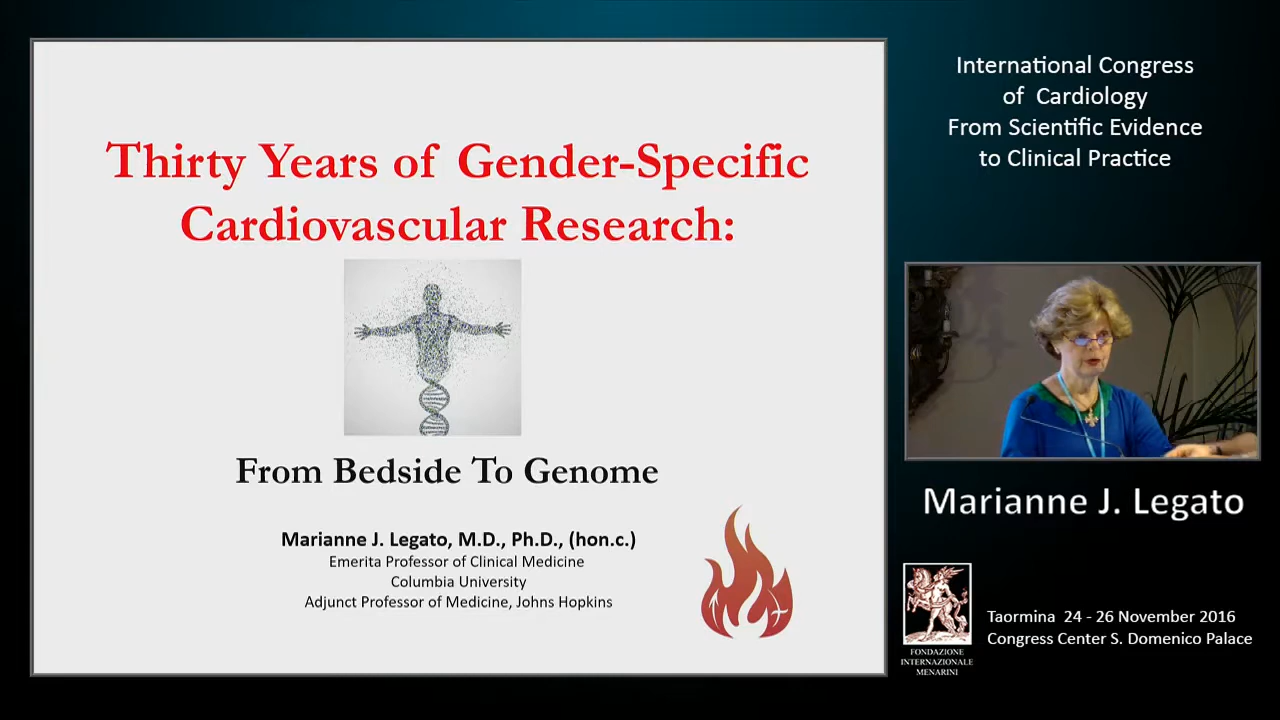 Thirty Years of Gender-Specific
Cardiovascular Research:
From Bedside To Genome
Marianne J. Legato, M.D., Ph.D., (hon.c.)
Emerita Professor of Clinical Medicine
Columbia University
Adjunct Professor of Medicine, Johns Hopkins
International Congress
of Cardiology
From Scientific Evidence
to Clinical Practice
Marianne J. Legato
FONDAZIONE
INTERNAZIONALE
MENARINI
Taormina 24 - 26 November 2016
Congress Center S. Domenico Palace